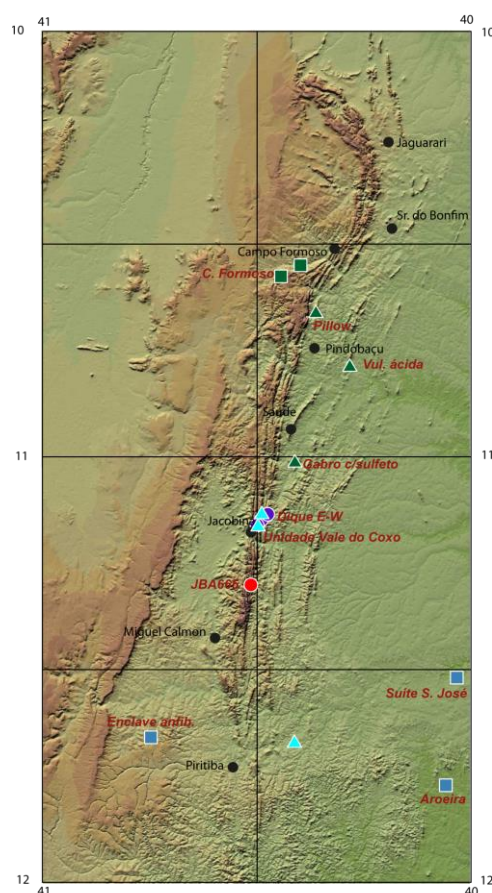 41
40
10
10
Jaguarari
Sr. do Bonfim
Campo Formoso
C. Formoso
Pillow
Pindobaçu
Vul. ácida
Saúde
11
11
Gabro c/sulfeto
Dique E-W
Jacobina
Unidade Vale do Coxo
JBA665
Miguel Calmon
Suíte S. José
Enclave anfib.
Piritiba
Aroeira
12
12
41
40